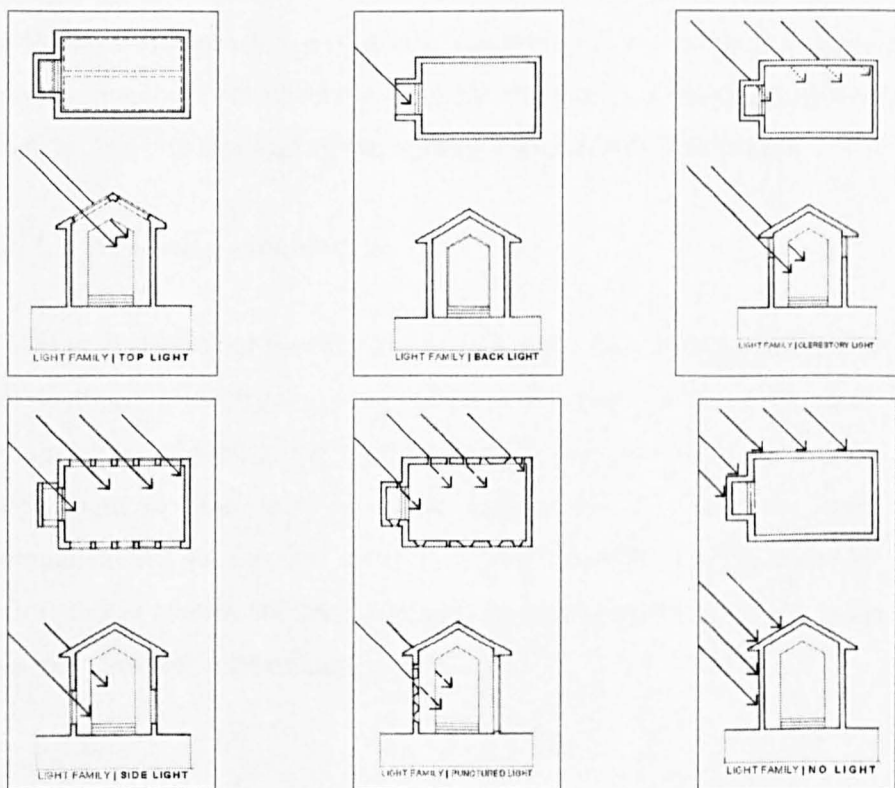 LIGHT FAMILY | TOP LIGHT
LIGHT FAMILY | BACK LIGHT
LIGHT FAMILY | CLERESTORY LIGHT
LIGHT FAMILY | SIDE LIGHT
LIGHT FAMILY | PUNCTURED LIGHT
LIGHT FAMILY | NO LIGHT